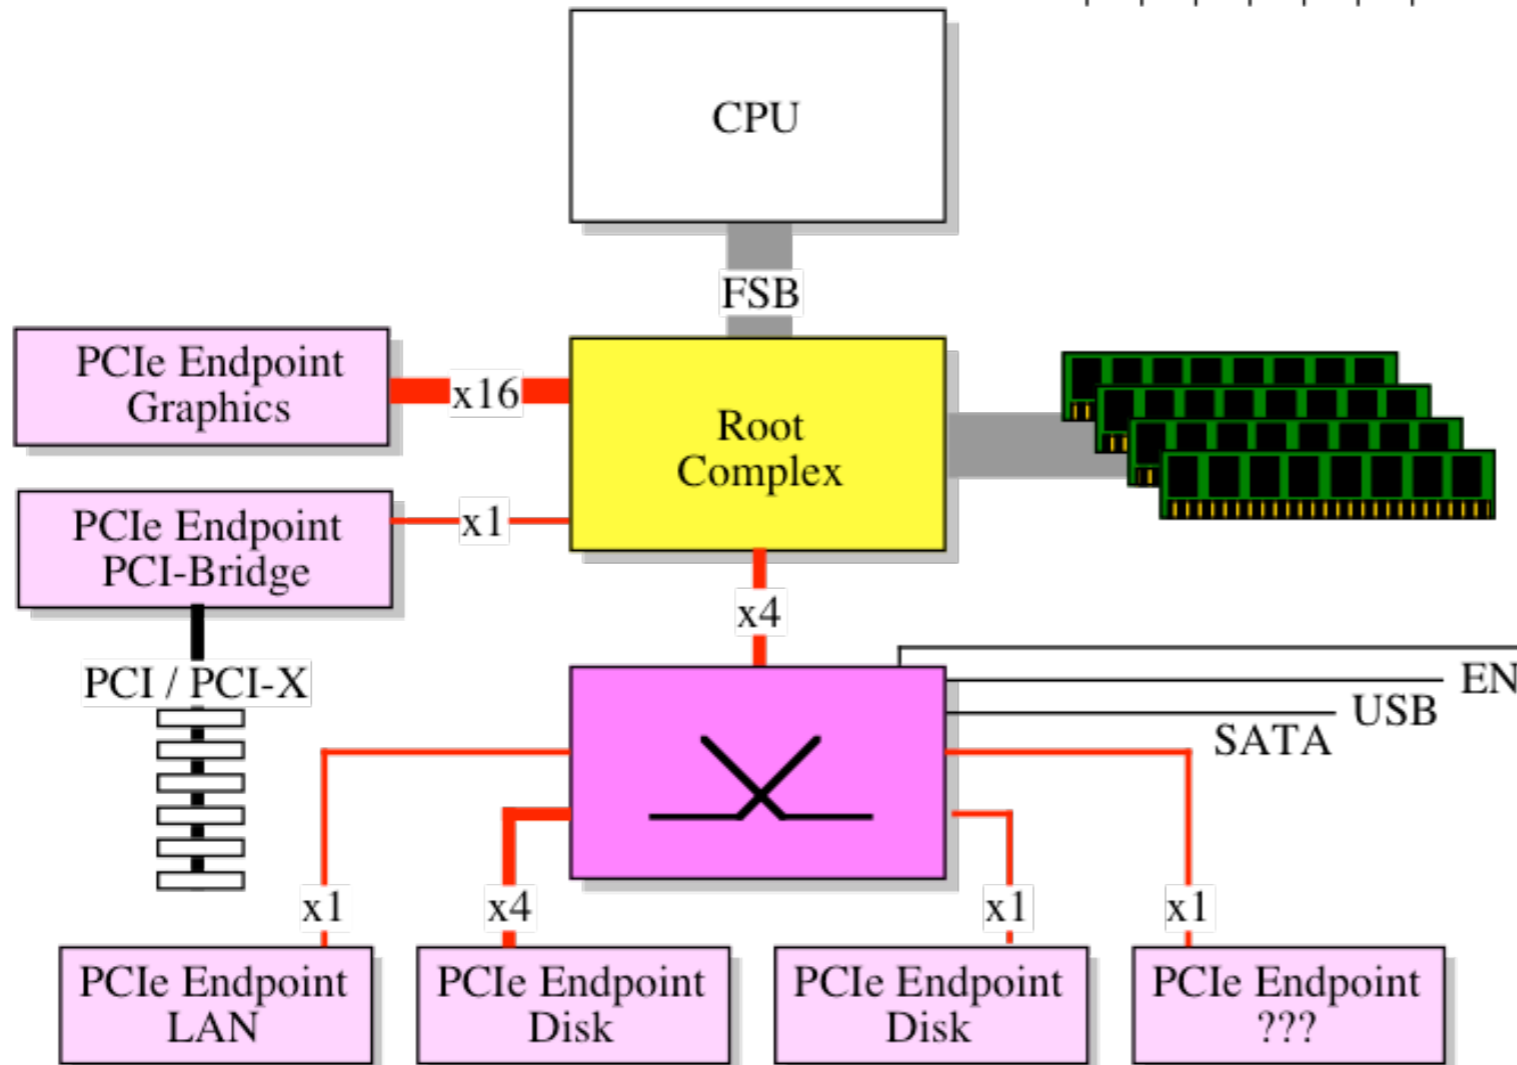 CPU
FSB
PCIe Endpoint
Graphics
x16
Root
Complex
PCIe Endpoint
PCI-Bridge
x1
x4
PCI / PCI-X
EN
USB
SATA
x1
x4
x1
x1
PCIe Endpoint
LAN
PCIe Endpoint
Disk
PCIe Endpoint
Disk
PCIe Endpoint
???